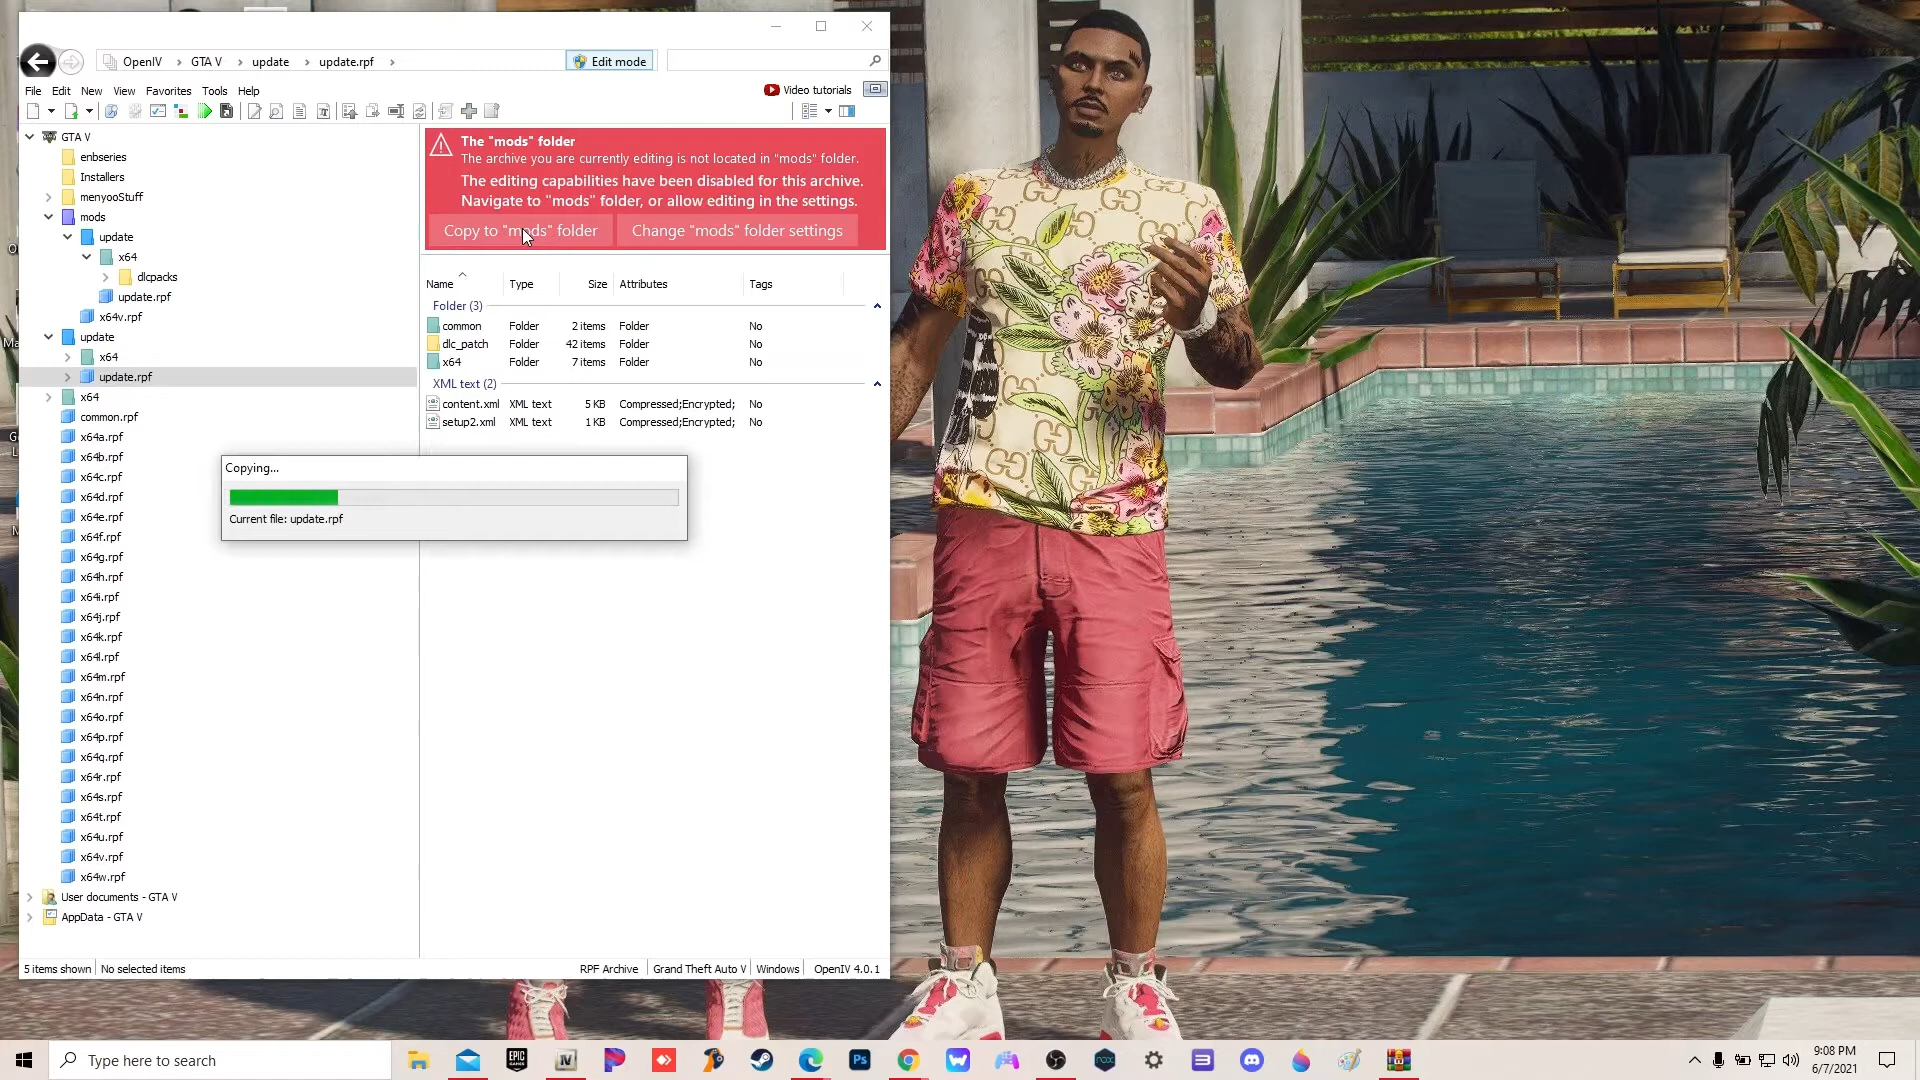 OpenIV > GTA V > update > update.rpf >
Edit mode
File Edit New View Favorites Tools Help
Video tutorials
GTA V
enbseries
Installers
menyooStuff
mods
update
x64
dlcpacks
update.rpf
x64v.rpf
update
x64
update.rpf
x64
common.rpf
x64a.rpf
x64b.rpf
x64c.rpf
x64d.rpf
x64e.rpf
x64f.rpf
x64g.rpf
x64h.rpf
x64i.rpf
x64j.rpf
x64k.rpf
x64l.rpf
x64m.rpf
x64n.rpf
x64o.rpf
x64p.rpf
x64q.rpf
x64r.rpf
x64s.rpf
x64t.rpf
x64u.rpf
x64v.rpf
x64w.rpf
User documents - GTA V
AppData - GTA V
The "mods" folder
The archive you are currently editing is not located in "mods" folder.
The editing capabilities have been disabled for this archive.
Navigate to "mods" folder, or allow editing in the settings.
Copy to "mods" folder
Change "mods" folder settings
Name Type Size Attributes Tags
Folder (3)
common Folder 2 items Folder No
dlc_patch Folder 42 items Folder No
x64 Folder 7 items Folder No
XML text (2)
content.xml XML text 5 KB Compressed;Encrypted; No
setup2.xml XML text 1 KB Compressed;Encrypted; No
Copying...
Current file: update.rpf
5 items shown No selected items RPF Archive Grand Theft Auto V Windows OpenIV 4.0.1
Type here to search
EPIC GAMES
IV
Ps
nox
9:08 PM
6/7/2021